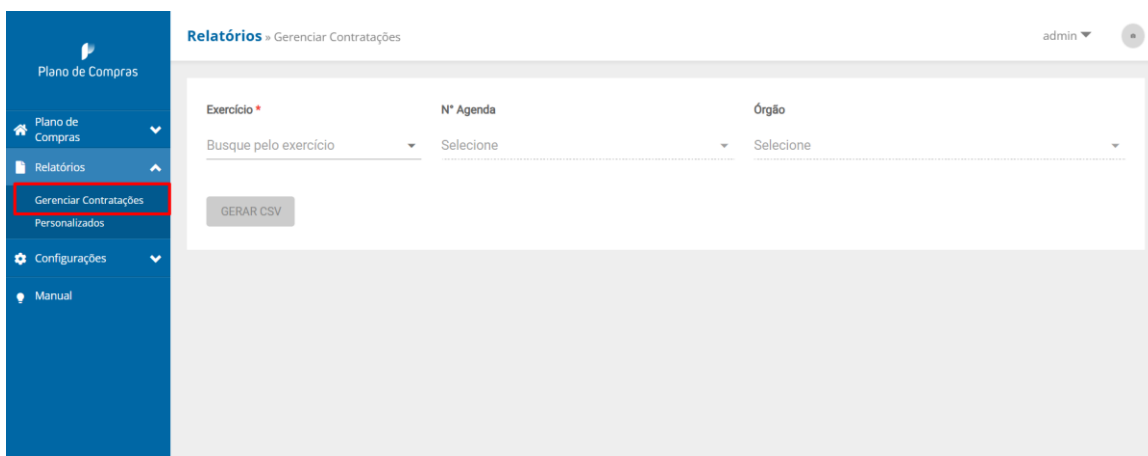 Plano de Compras
Plano de
Compras
Relatórios
Gerenciar Contratações
Personalizados
Configurações
Manual
Relatórios » Gerenciar Contratações
admin
Exercício * N° Agenda Órgão
Busque pelo exercício Selecione Selecione
GERAR CSV